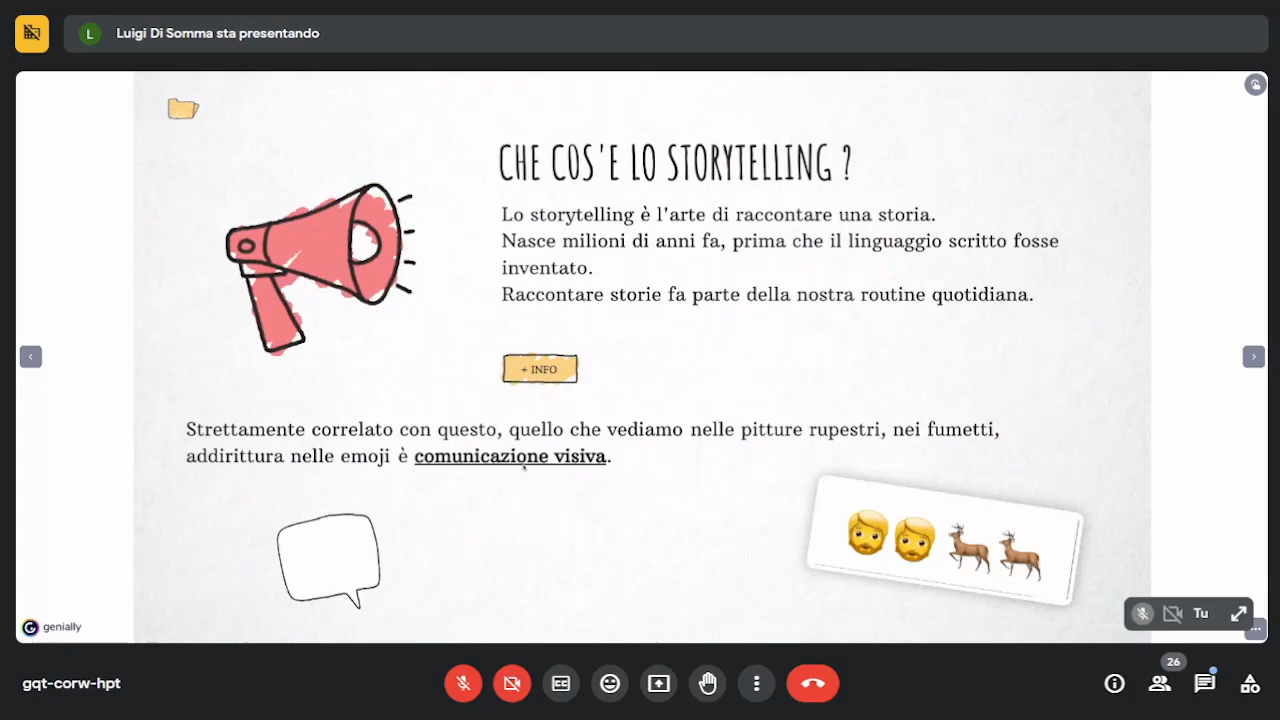 L Luigi Di Somma sta presentando
CHE COS'E LO STORYTELLING ?
Lo storytelling è l'arte di raccontare una storia.
Nasce milioni di anni fa, prima che il linguaggio scritto fosse
inventato.
Raccontare storie fa parte della nostra routine quotidiana.
+ INFO
Strettamente correlato con questo, quello che vediamo nelle pitture rupestri, nei fumetti,
addirittura nelle emoji è comunicazione visiva.
Tu
genially
26
gqt-corw-hpt